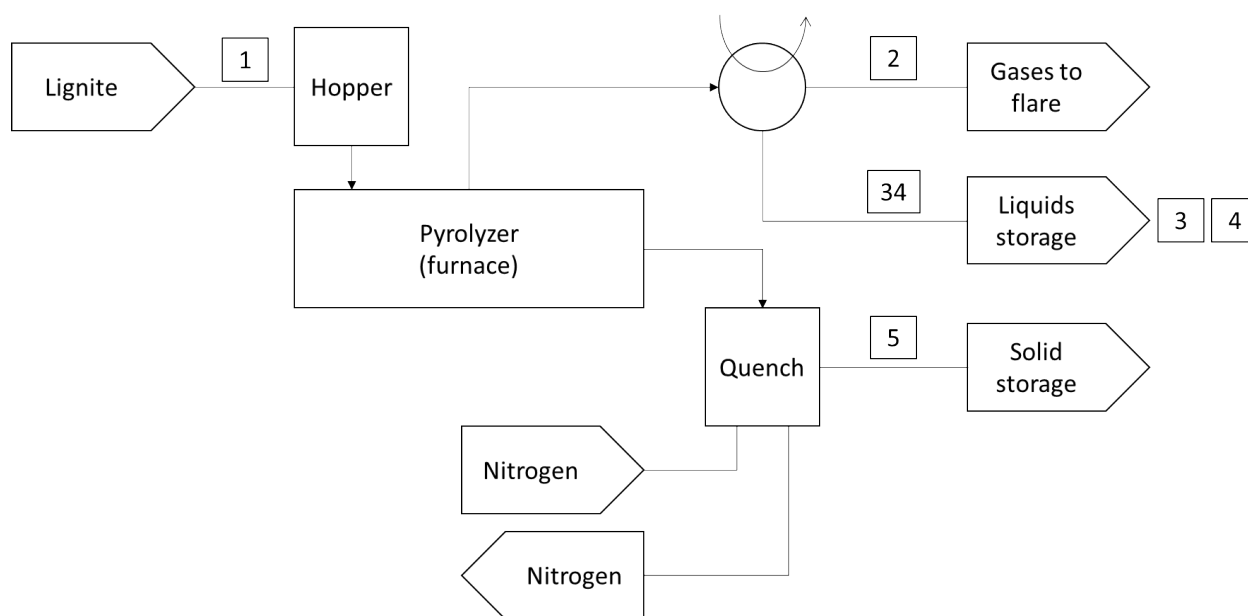 1
2
Lignite
Hopper
Gases to
flare
34
Liquids
storage
3
4
Pyrolyzer
(furnace)
5
Quench
Solid
storage
Nitrogen
Nitrogen